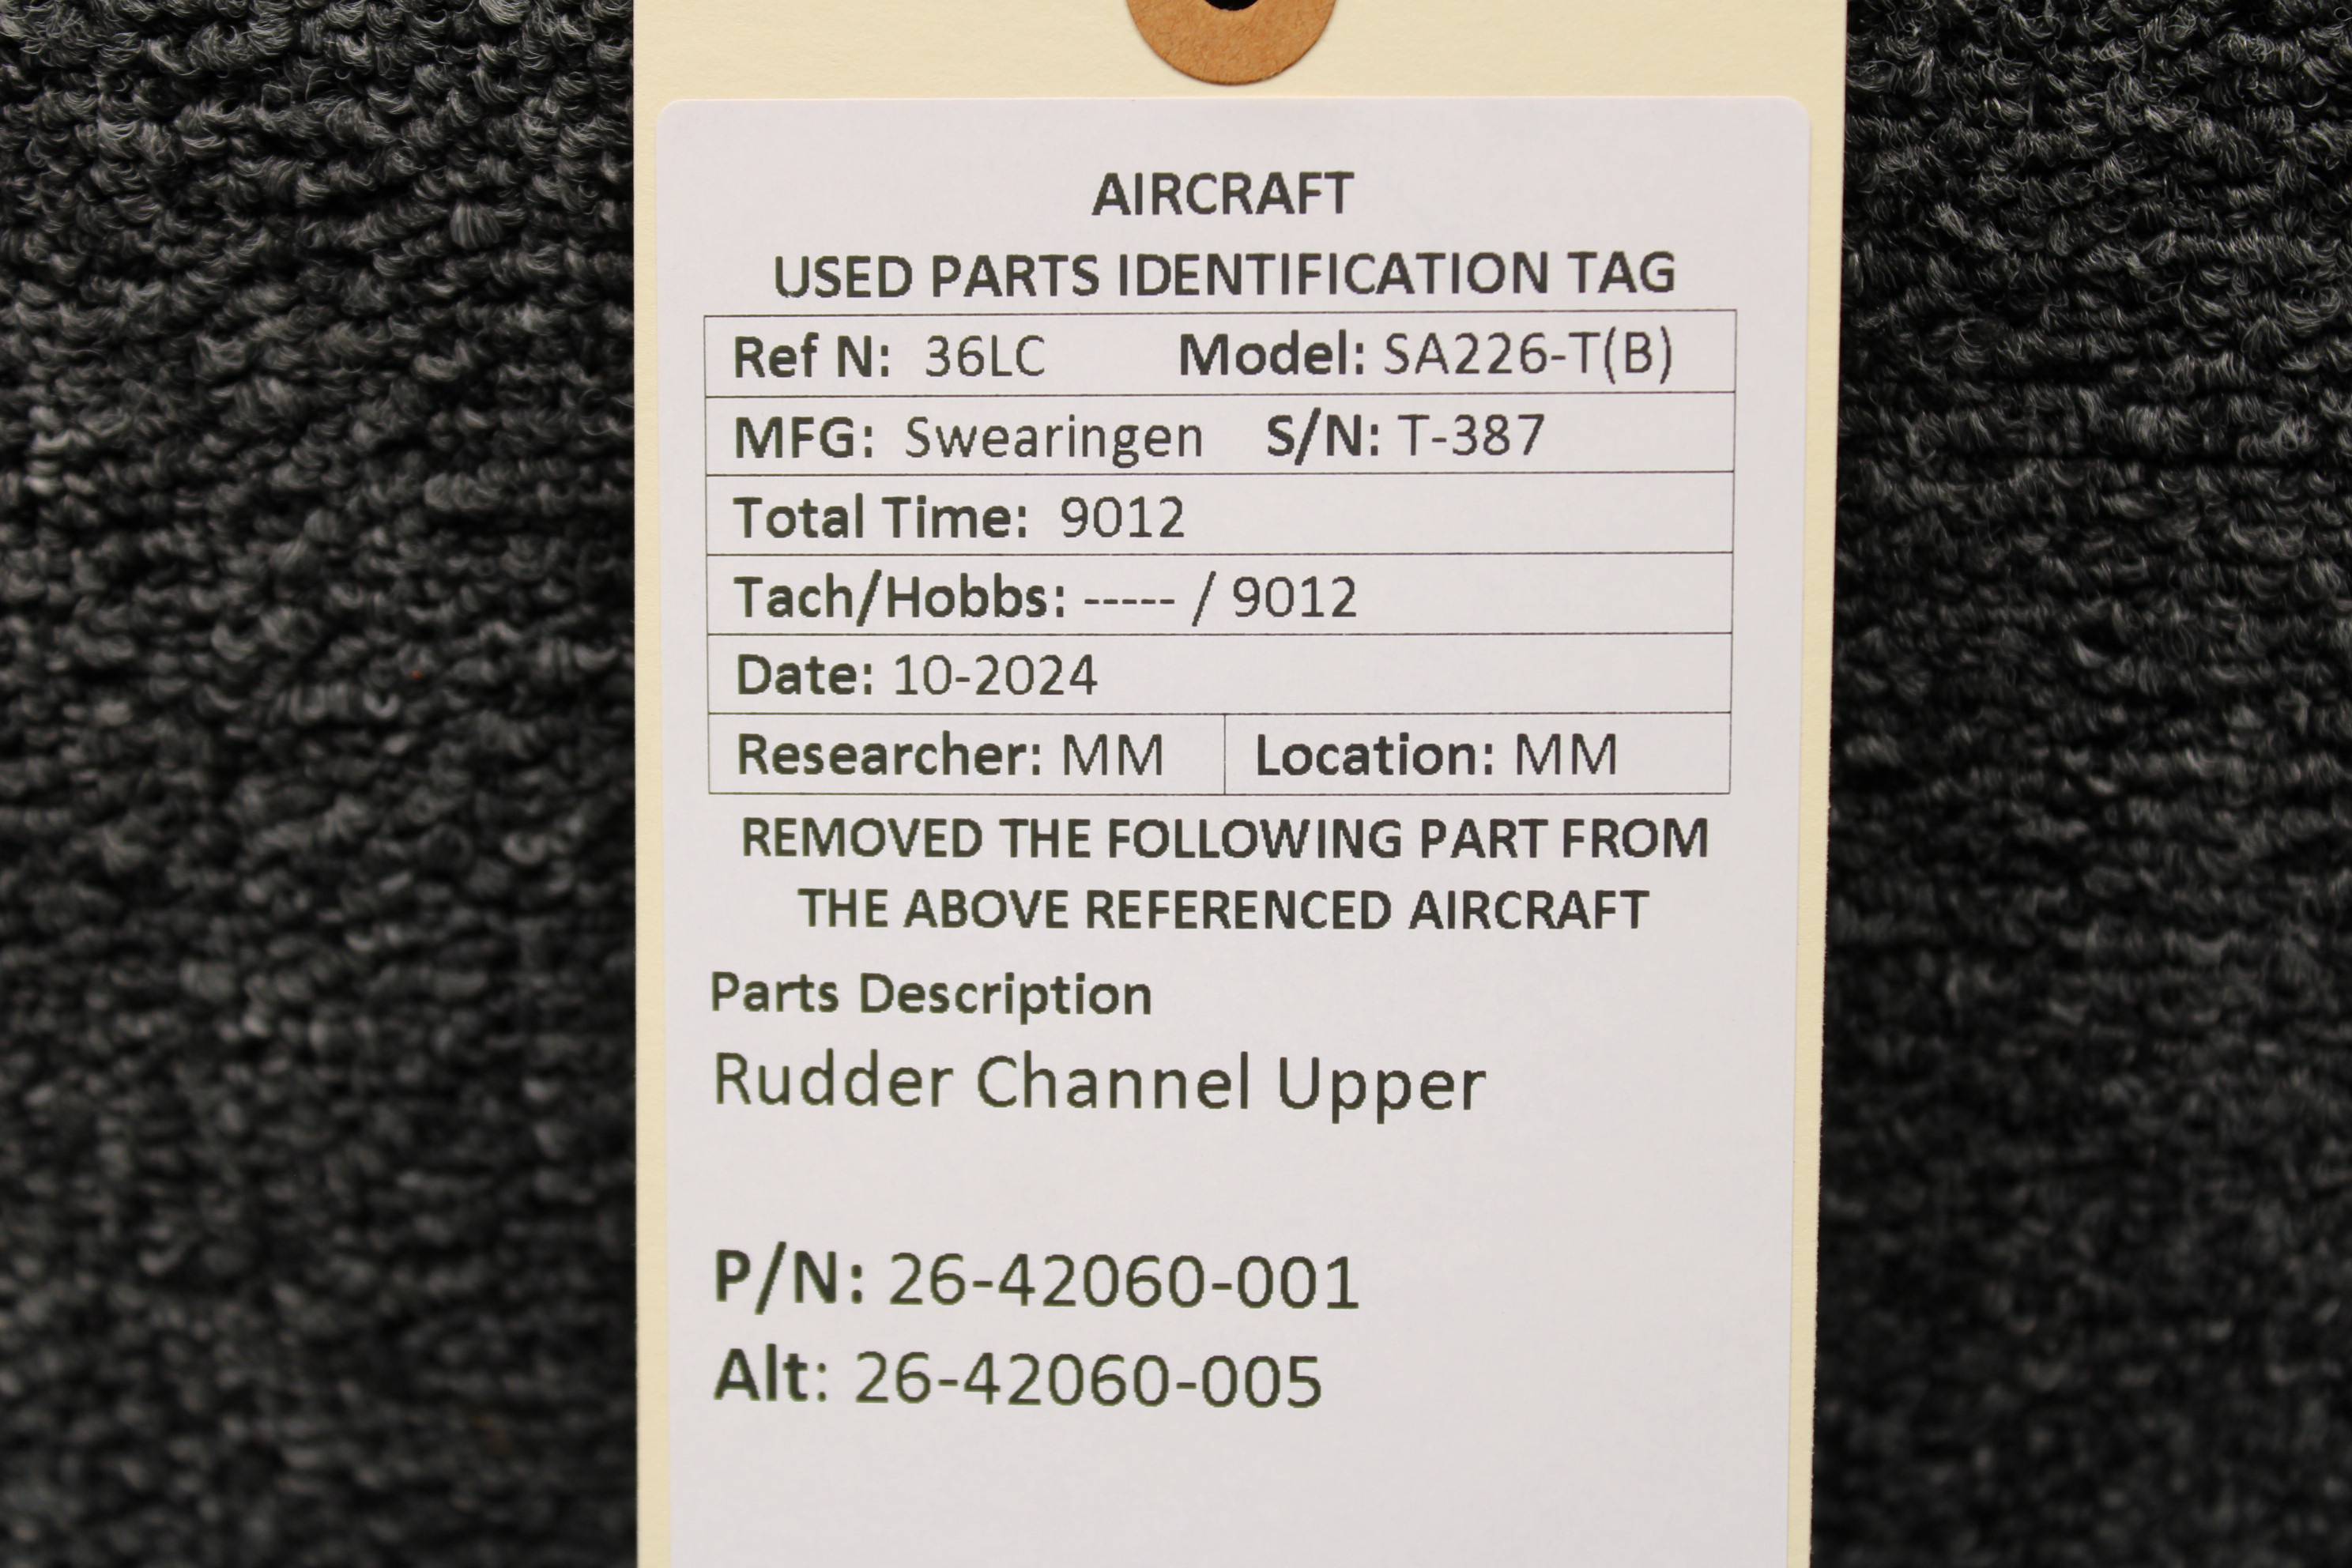 AIRCRAFT
USED PARTS IDENTIFICATION TAG
Ref N: 36LC Model: SA226-T(B)
MFG: Swearingen S/N: T-387
Total Time: 9012
Tach/Hobbs: ----- / 9012
Date: 10-2024
Researcher: MM Location: MM
REMOVED THE FOLLOWING PART FROM
THE ABOVE REFERENCED AIRCRAFT
Parts Description
Rudder Channel Upper
P/N: 26-42060-001
Alt: 26-42060-005